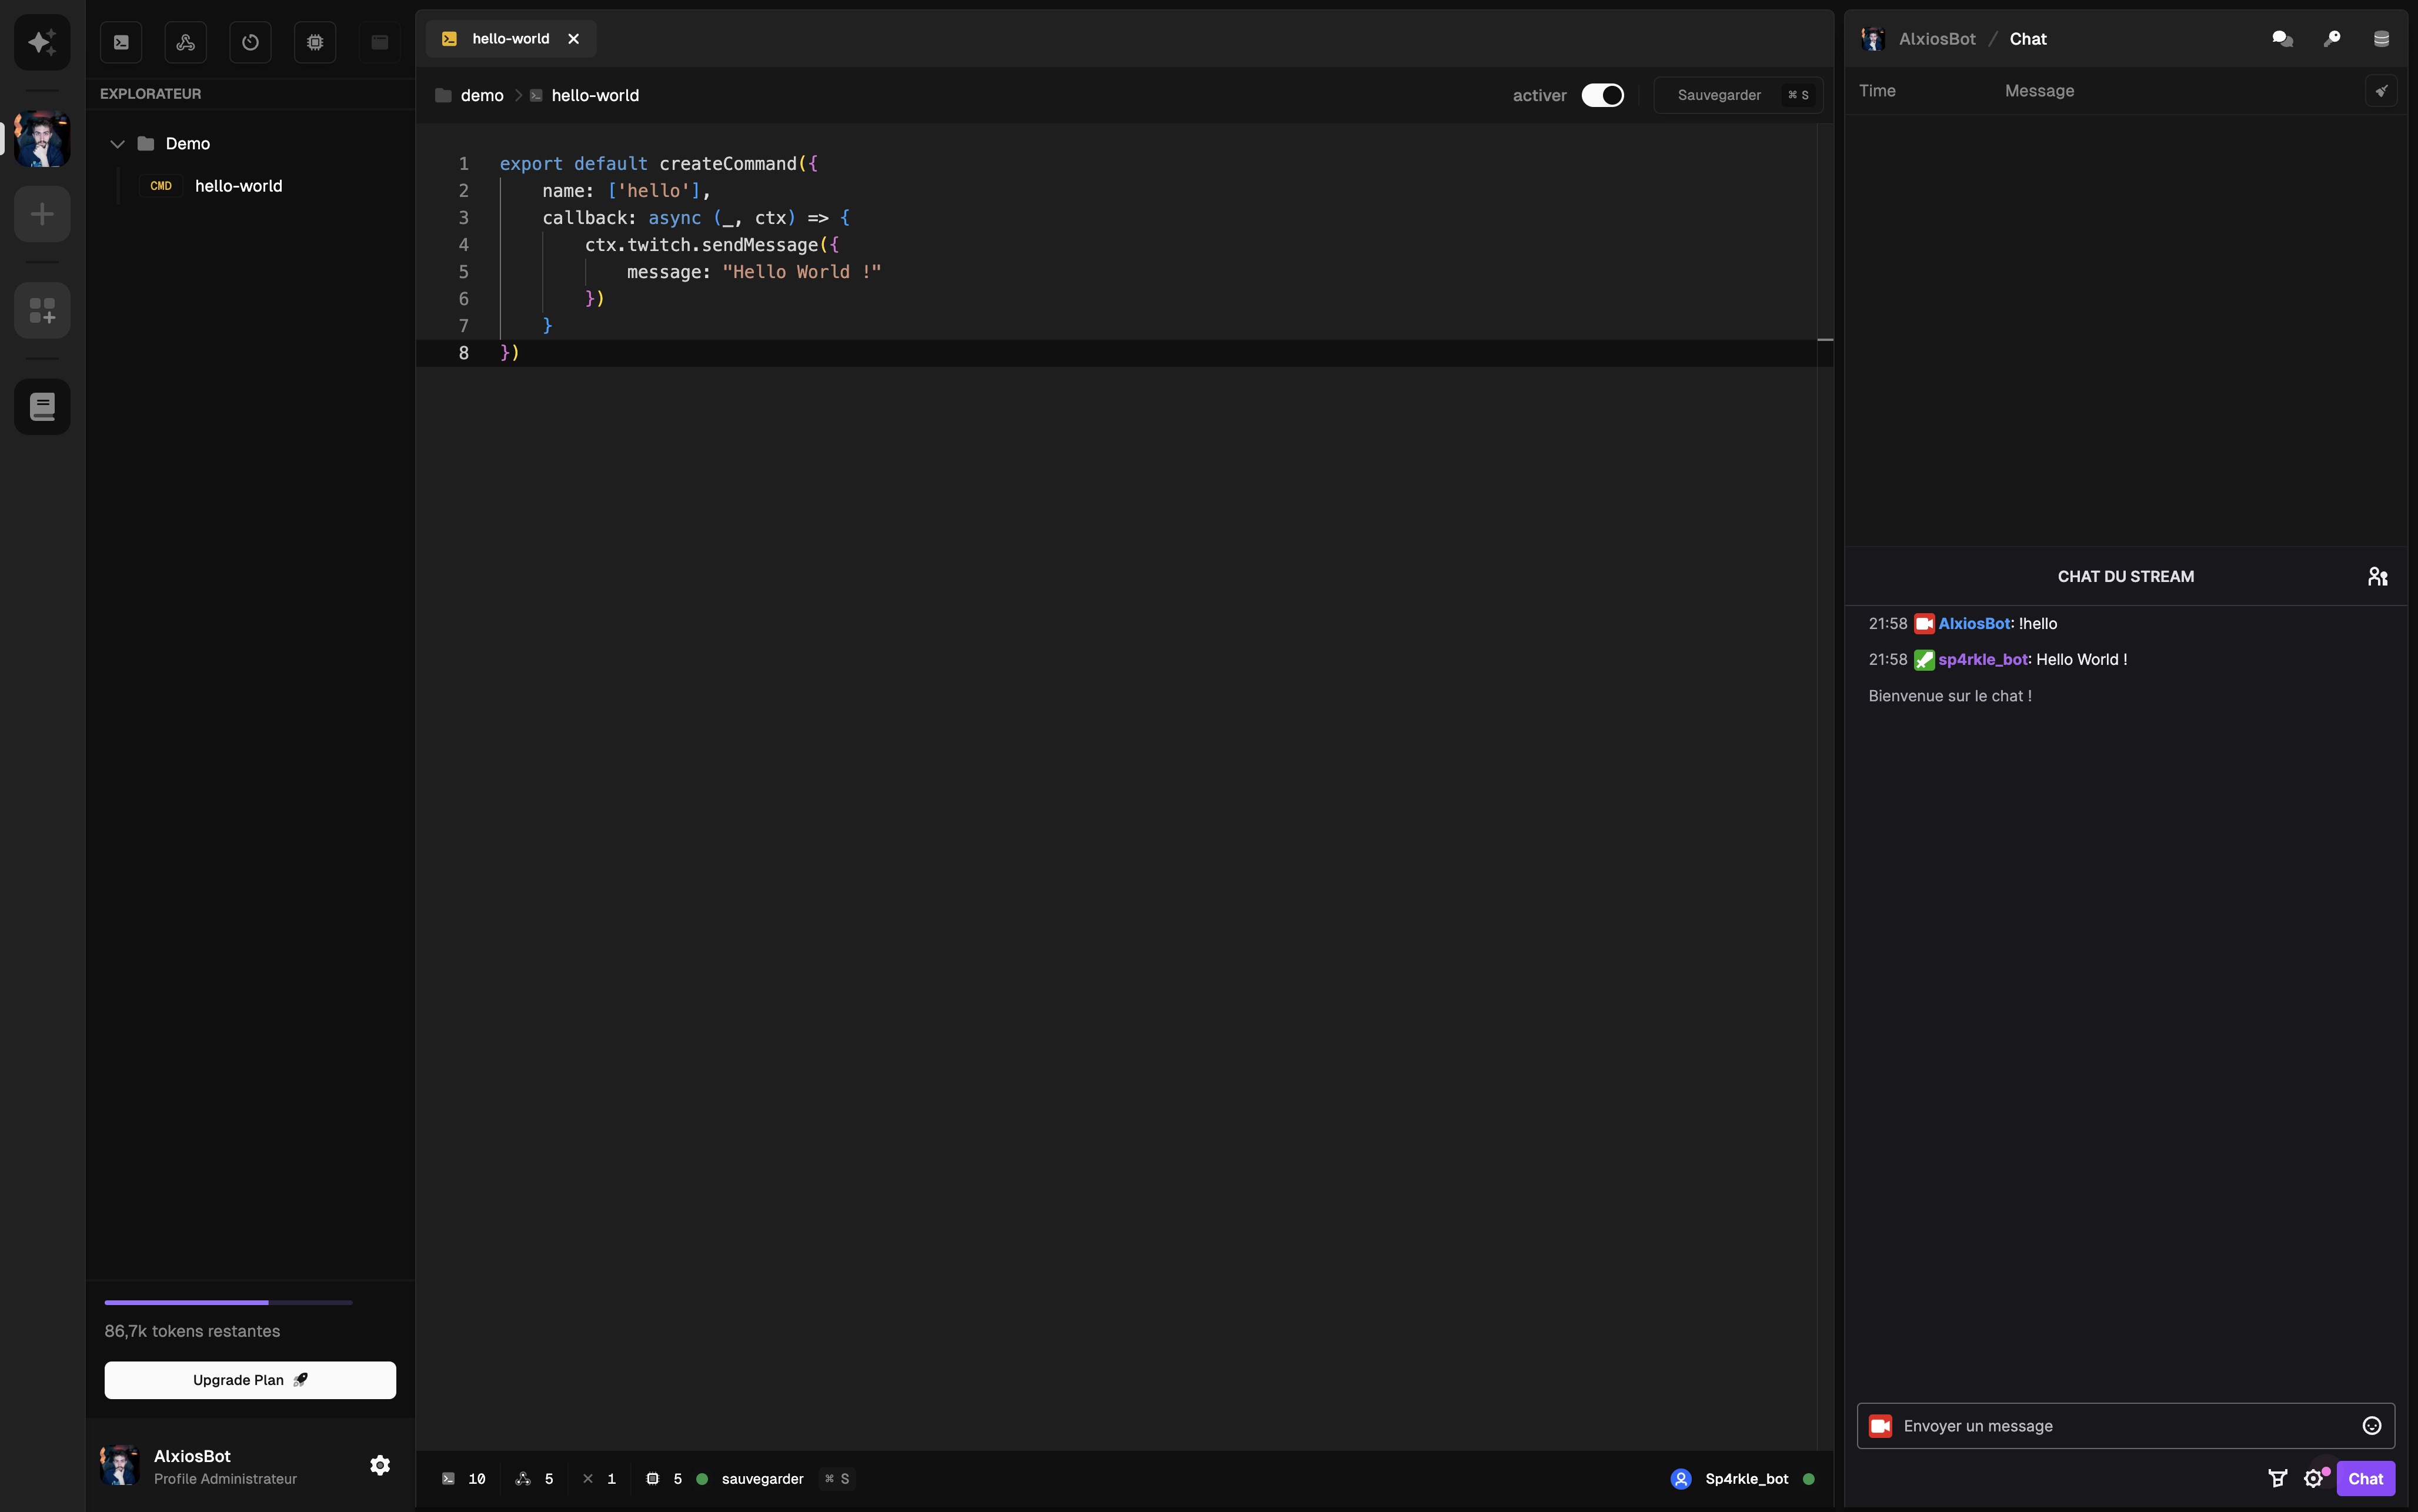 EXPLORATEUR
Demo
CMD hello-world
86,7k tokens restantes
Upgrade Plan
AlxiosBot
Profile Administrateur
hello-world
demo
hello-world
activer
Sauvegarder ⌘ S
1 export default createCommand({
2 name: ['hello'],
3 callback: async (_, ctx) => {
4 ctx.twitch.sendMessage({
5 message: "Hello World !"
6 })
7 }
8 })
10 5 1 5 sauvegarder ⌘ S
Sp4rkle_bot
AlxiosBot / Chat
Time Message
CHAT DU STREAM
21:58 AlxiosBot: !hello
21:58 sp4rkle_bot: Hello World !
Bienvenue sur le chat !
Envoyer un message
Chat